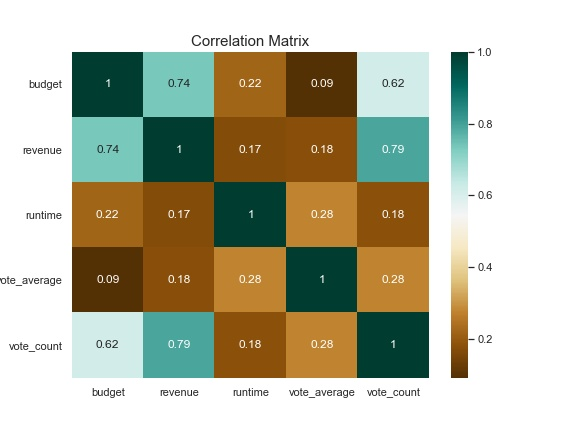 Correlation Matrix
budget 1 0.74 0.22 0.09 0.62
revenue 0.74 1 0.17 0.18 0.79
runtime 0.22 0.17 1 0.28 0.18
vote_average 0.09 0.18 0.28 1 0.28
vote_count 0.62 0.79 0.18 0.28 1
budget revenue runtime vote_average vote_count
1.0
0.8
0.6
0.4
0.2